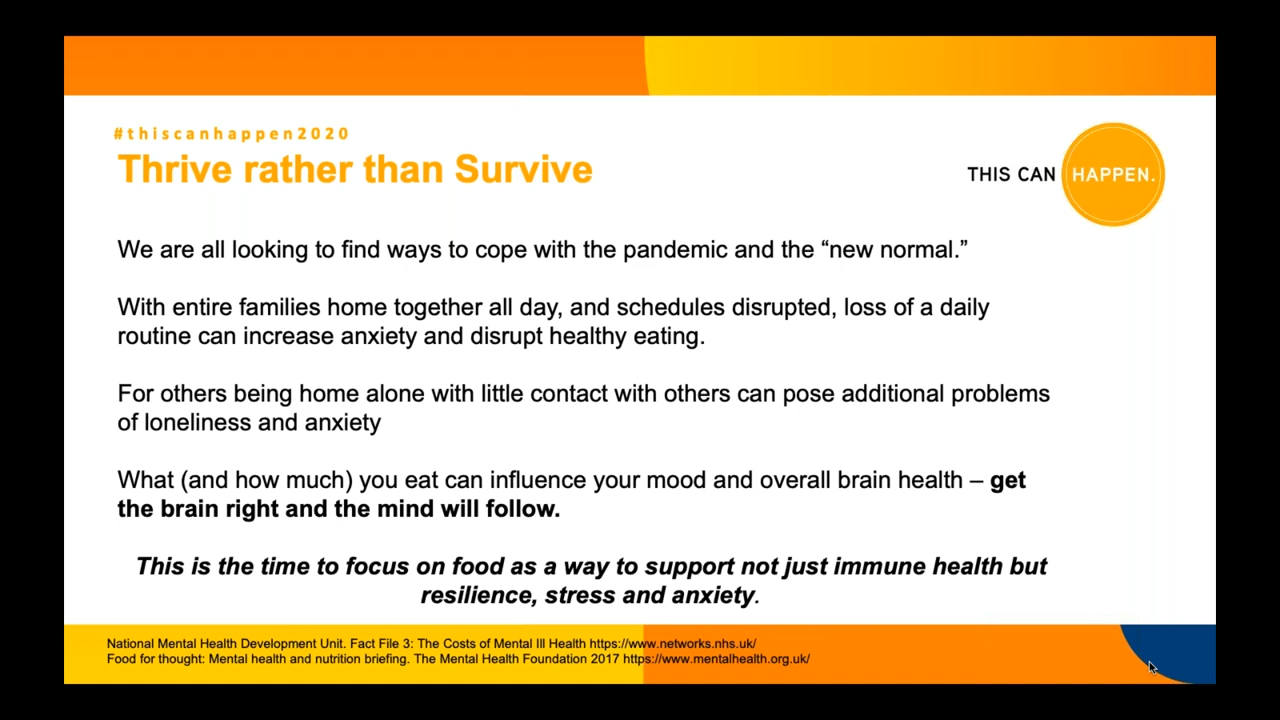 #thiscanhappen2020
Thrive rather than Survive
THIS CAN HAPPEN.
We are all looking to find ways to cope with the pandemic and the “new normal.”
With entire families home together all day, and schedules disrupted, loss of a daily
routine can increase anxiety and disrupt healthy eating.
For others being home alone with little contact with others can pose additional problems
of loneliness and anxiety
What (and how much) you eat can influence your mood and overall brain health – get
the brain right and the mind will follow.
This is the time to focus on food as a way to support not just immune health but
resilience, stress and anxiety.
National Mental Health Development Unit. Fact File 3: The Costs of Mental Ill Health https://www.networks.nhs.uk/
Food for thought: Mental health and nutrition briefing. The Mental Health Foundation 2017 https://www.mentalhealth.org.uk/